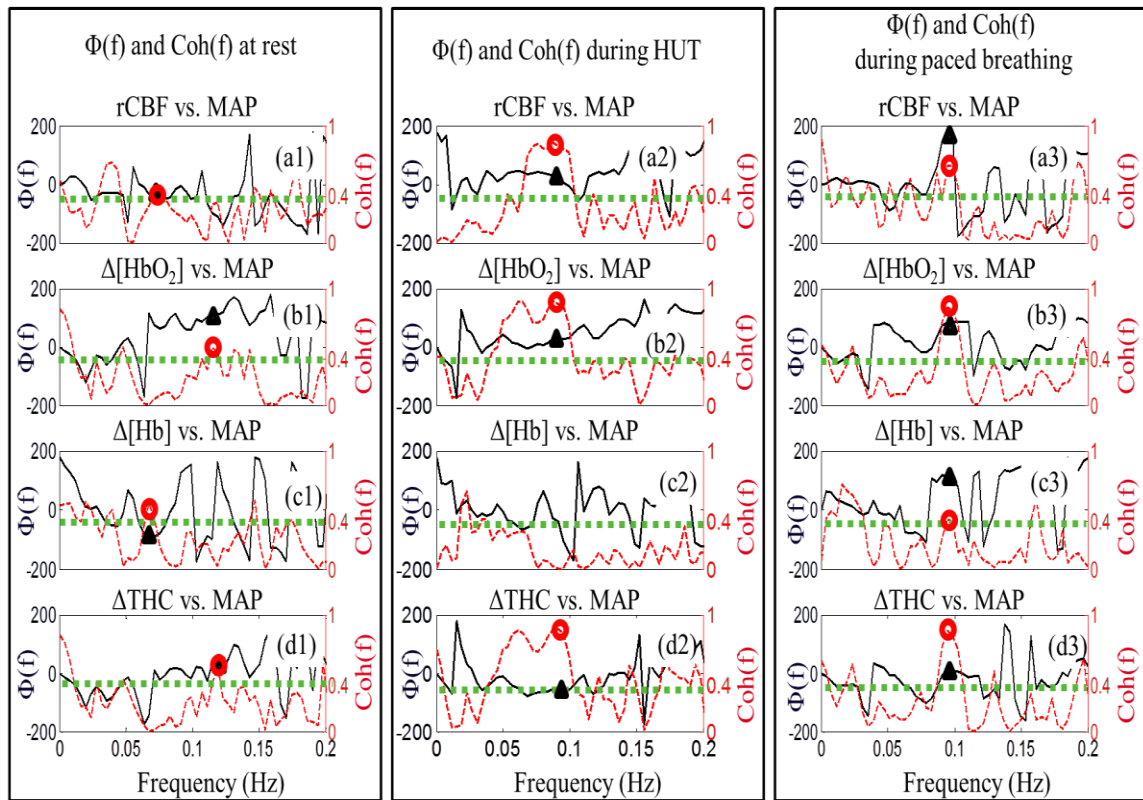 Φ(f) and Coh(f) at rest
rCBF vs. MAP
200
0
-200
Φ(f)
1
0.4
0
Coh(f)
(a1)
Δ[HbO₂] vs. MAP
200
0
-200
Φ(f)
1
0.4
0
Coh(f)
(b1)
Δ[Hb] vs. MAP
200
0
-200
Φ(f)
1
0.4
0
Coh(f)
(c1)
ΔTHC vs. MAP
200
0
-200
Φ(f)
1
0.4
0
Coh(f)
(d1)
0 0.05 0.1 0.15 0.2
Frequency (Hz)
Φ(f) and Coh(f) during HUT
rCBF vs. MAP
200
0
-200
Φ(f)
1
0.4
0
Coh(f)
(a2)
Δ[HbO₂] vs. MAP
200
0
-200
Φ(f)
1
0.4
0
Coh(f)
(b2)
Δ[Hb] vs. MAP
200
0
-200
Φ(f)
1
0.4
0
Coh(f)
(c2)
ΔTHC vs. MAP
200
0
-200
Φ(f)
1
0.4
0
Coh(f)
(d2)
0 0.05 0.1 0.15 0.2
Frequency (Hz)
Φ(f) and Coh(f)
during paced breathing
rCBF vs. MAP
200
0
-200
Φ(f)
1
0.4
0
Coh(f)
(a3)
Δ[HbO₂] vs. MAP
200
0
-200
Φ(f)
1
0.4
0
Coh(f)
(b3)
Δ[Hb] vs. MAP
200
0
-200
Φ(f)
1
0.4
0
Coh(f)
(c3)
ΔTHC vs. MAP
200
0
-200
Φ(f)
1
0.4
0
Coh(f)
(d3)
0 0.05 0.1 0.15 0.2
Frequency (Hz)